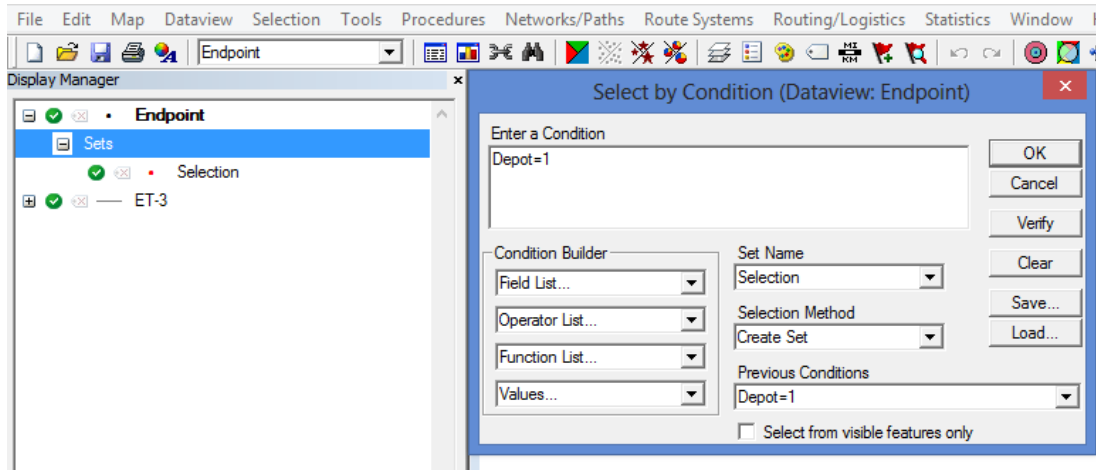 File Edit Map Dataview Selection Tools Procedures Networks/Paths Route Systems Routing/Logistics Statistics Window
Endpoint
MI
KM
Display Manager
x
Endpoint
Sets
Selection
ET-3
Select by Condition (Dataview: Endpoint)
Enter a Condition
Depot=1
OK
Cancel
Verify
Clear
Save...
Load...
Condition Builder
Field List...
Operator List...
Function List...
Values...
Set Name
Selection
Selection Method
Create Set
Previous Conditions
Depot=1
Select from visible features only